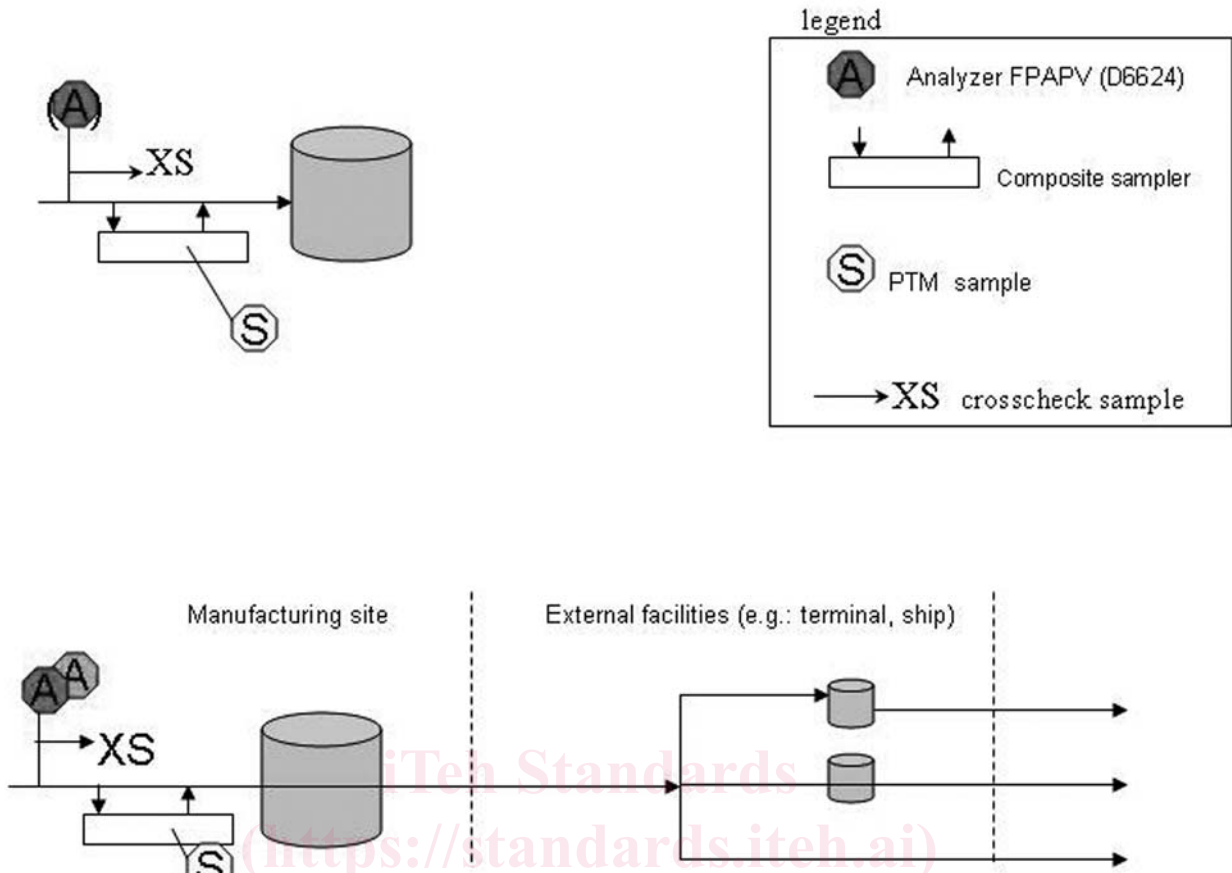 legend
A Analyzer FPAPV (D6624)
Composite sampler
S PTM sample
XS crosscheck sample
(A)
XS
S
Manufacturing site
External facilities (e.g.: terminal, ship)
A A
XS
S
iTeh Standards
(https://standards.iteh.ai)